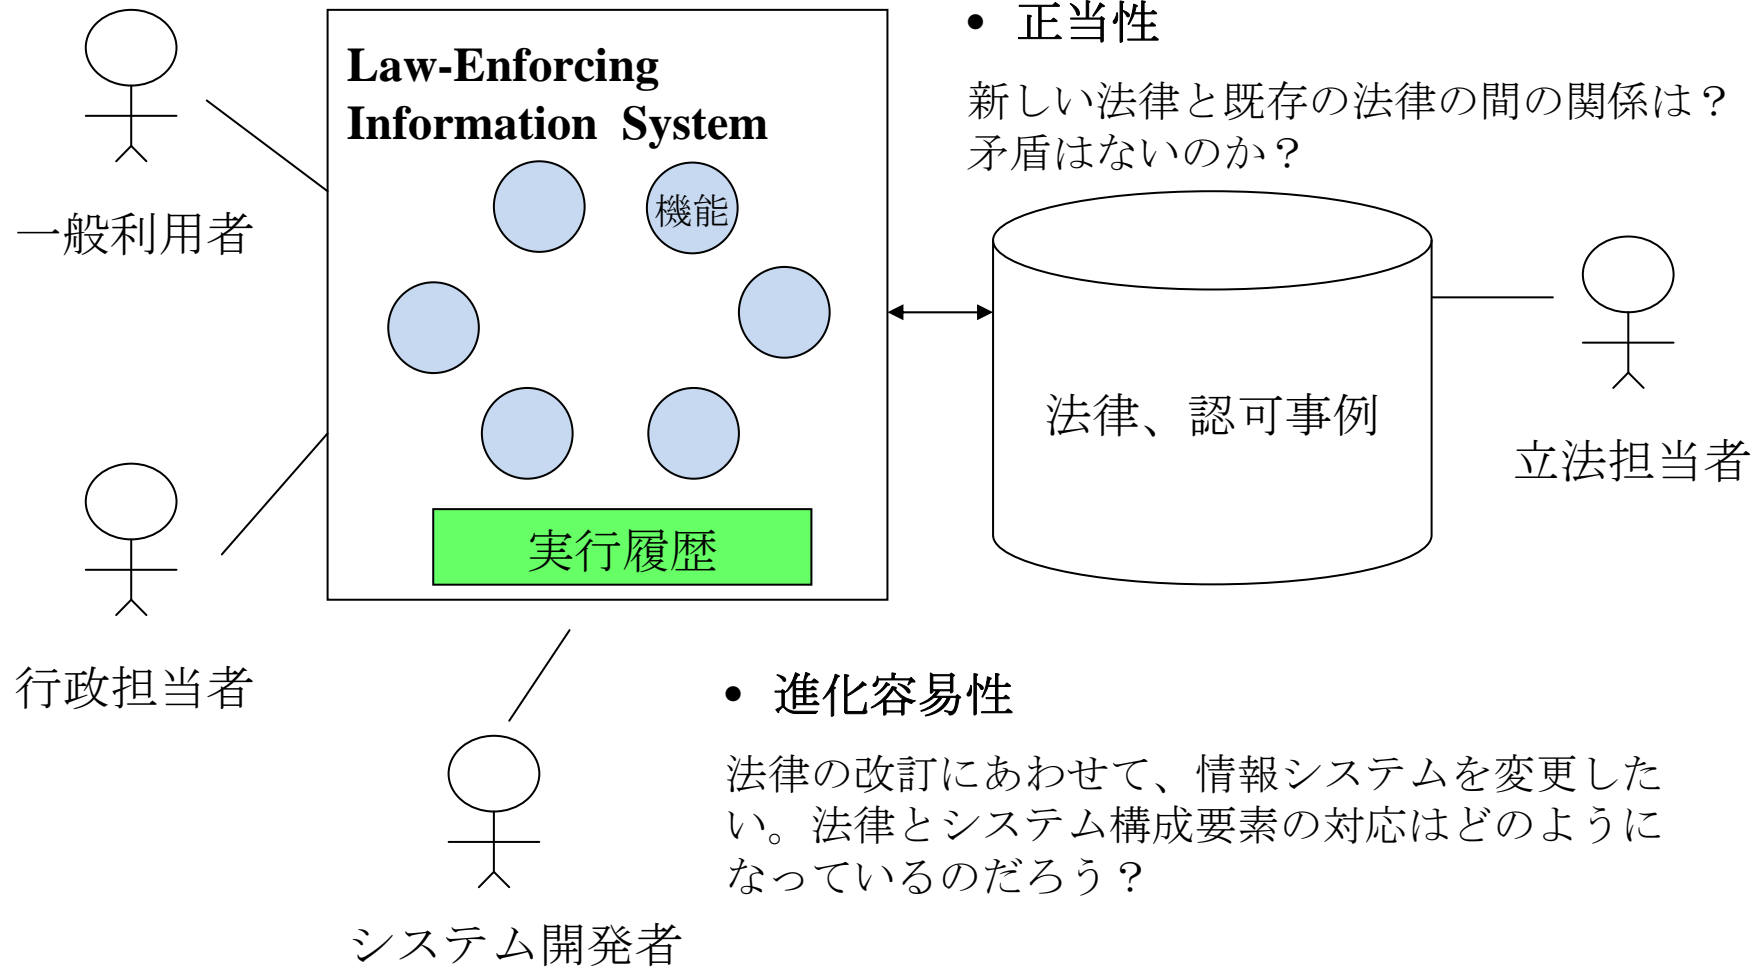 Law-Enforcing
Information System
機能
実行履歴
一般利用者
行政担当者
システム開発者
• 正当性
新しい法律と既存の法律の間の関係は？
矛盾はないのか？
法律、認可事例
立法担当者
• 進化容易性
法律の改訂にあわせて、情報システムを変更した
い。法律とシステム構成要素の対応はどのように
なっているのだろう？